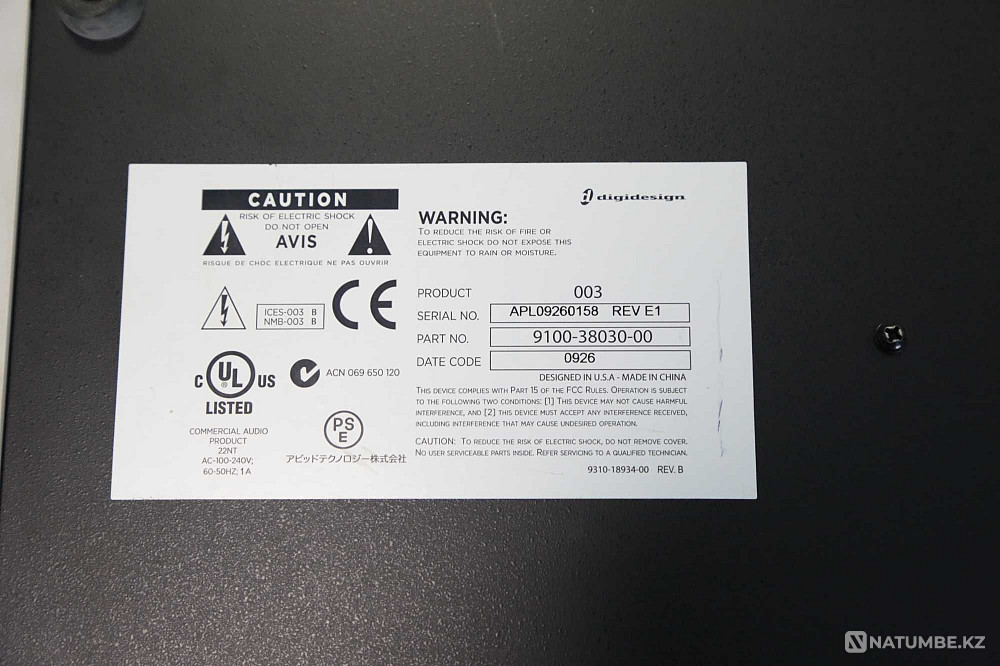 CAUTION
RISK OF ELECTRIC SHOCK
DO NOT OPEN
AVIS
RISQUE DE CHOC ELECTRIQUE NE PAS OUVRIR
ICES-003 B
NMB-003 B
CE
C UL US
LISTED
ACN 069 650 120
COMMERCIAL AUDIO
PRODUCT
22NT
AC-100-240V;
60-50HZ; 1 A
PS
E
アビッドテクノロジー株式会社
digidesign
WARNING:
TO REDUCE THE RISK OF FIRE OR
ELECTRIC SHOCK DO NOT EXPOSE THIS
EQUIPMENT TO RAIN OR MOISTURE.
PRODUCT 003
SERIAL NO. APL09260158 REV E1
PART NO. 9100-38030-00
DATE CODE 0926
DESIGNED IN U.S.A - MADE IN CHINA
THIS DEVICE COMPLIES WITH PART 15 OF THE FCC RULES. OPERATION IS SUBJECT
TO THE FOLLOWING TWO CONDITIONS: [1] THIS DEVICE MAY NOT CAUSE HARMFUL
INTERFERENCE, AND [2] THIS DEVICE MUST ACCEPT ANY INTERFERENCE RECEIVED,
INCLUDING INTERFERENCE THAT MAY CAUSE UNDESIRED OPERATION.
CAUTION: TO REDUCE THE RISK OF ELECTRIC SHOCK, DO NOT REMOVE COVER.
NO USER SERVICEABLE PARTS INSIDE. REFER SERVICING TO A QUALIFIED TECHNICIAN.
9310-18934-00 REV. B
NATUMBE.KZ